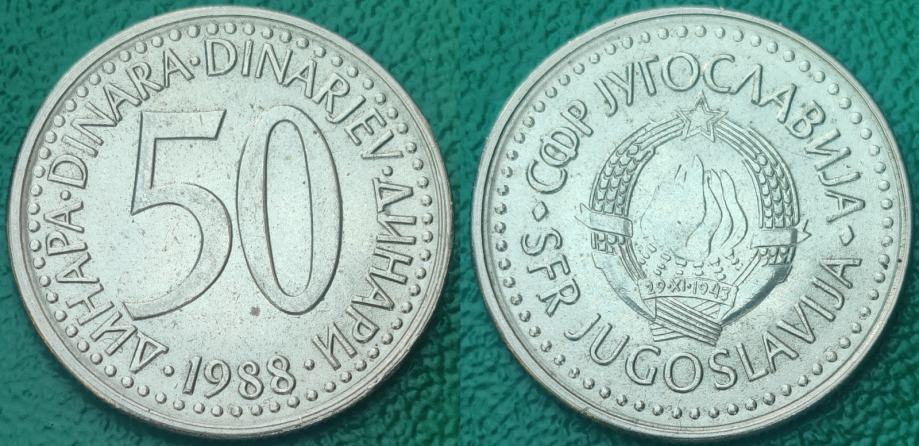 ДИНАРА·DINARA·DINARJEV·ДИНАРИ
50
·1988·
СФР ЈУГОСЛАВИЈА
29·XI·1943
SFR JUGOSLAVIJA